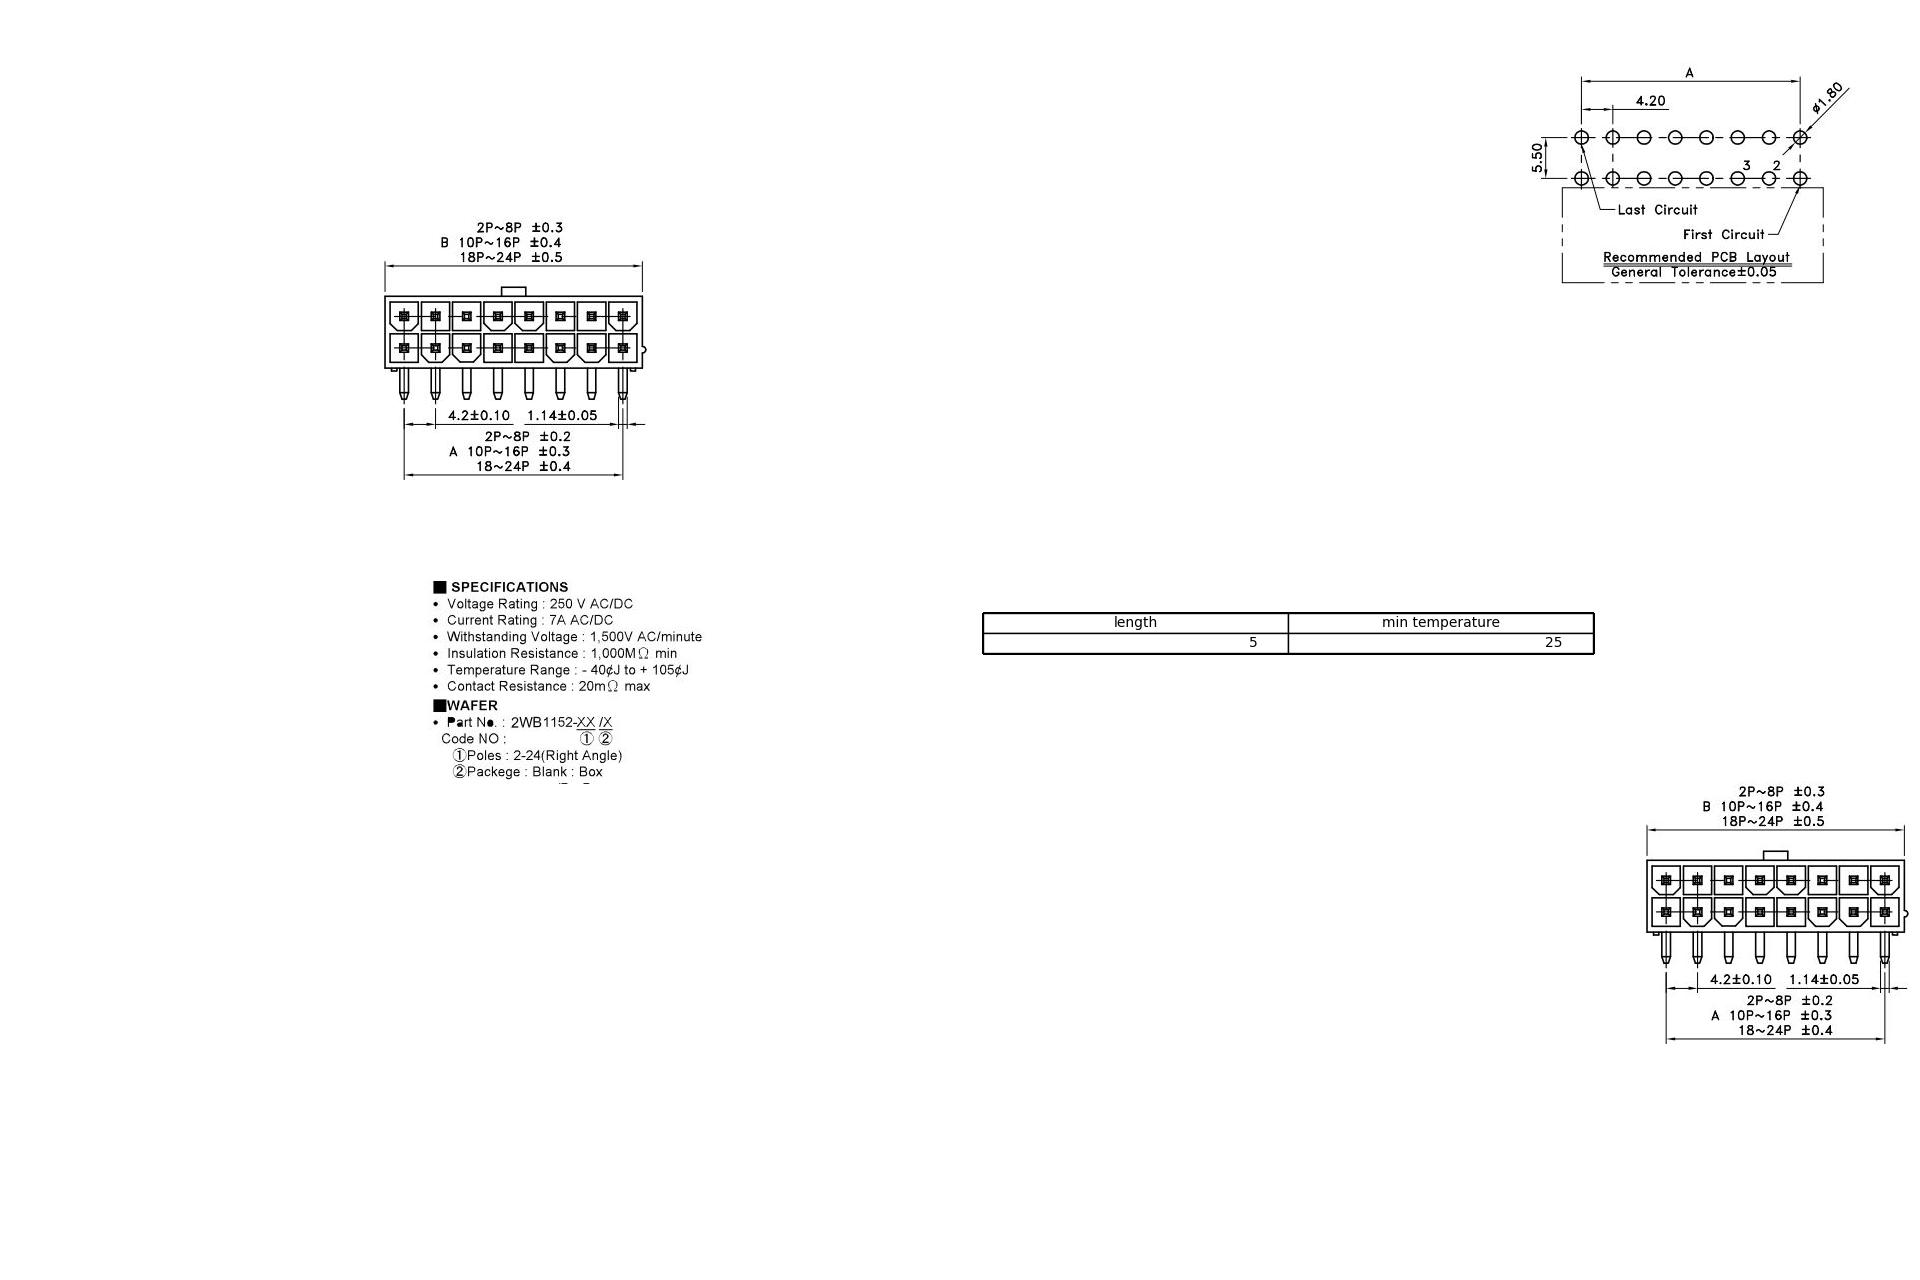 A
4.20
ø1.80
5.50
3 2
Last Circuit
First Circuit
Recommended PCB Layout
General Tolerance±0.05
2P~8P ±0.3
B 10P~16P ±0.4
18P~24P ±0.5
4.2±0.10 1.14±0.05
2P~8P ±0.2
A 10P~16P ±0.3
18~24P ±0.4
■ SPECIFICATIONS
• Voltage Rating : 250 V AC/DC
• Current Rating : 7A AC/DC
• Withstanding Voltage : 1,500V AC/minute
• Insulation Resistance : 1,000MΩ min
• Temperature Range : - 40¢J to + 105¢J
• Contact Resistance : 20mΩ max
■WAFER
• Part No. : 2WB1152-XX /X
Code NO : ① ②
①Poles : 2-24(Right Angle)
②Packege : Blank : Box
length min temperature
5 25
2P~8P ±0.3
B 10P~16P ±0.4
18P~24P ±0.5
4.2±0.10 1.14±0.05
2P~8P ±0.2
A 10P~16P ±0.3
18~24P ±0.4